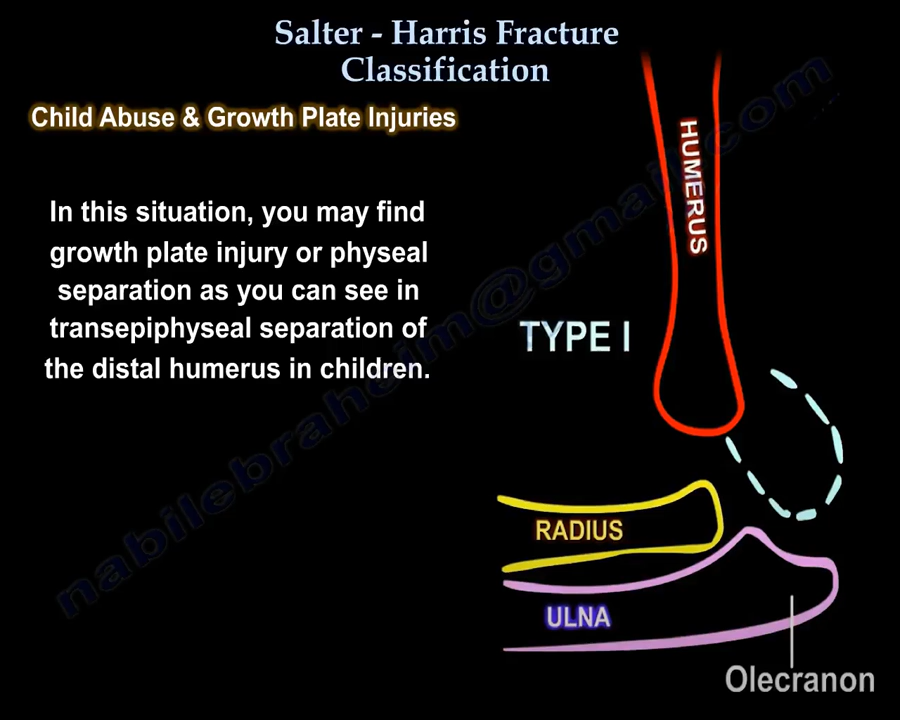 Salter - Harris Fracture
Classification
Child Abuse & Growth Plate Injuries
In this situation, you may find
growth plate injury or physeal
separation as you can see in
transepiphyseal separation of
the distal humerus in children.
HUMERUS
TYPE I
RADIUS
ULNA
Olecranon
nabilebraheim@gmail.com